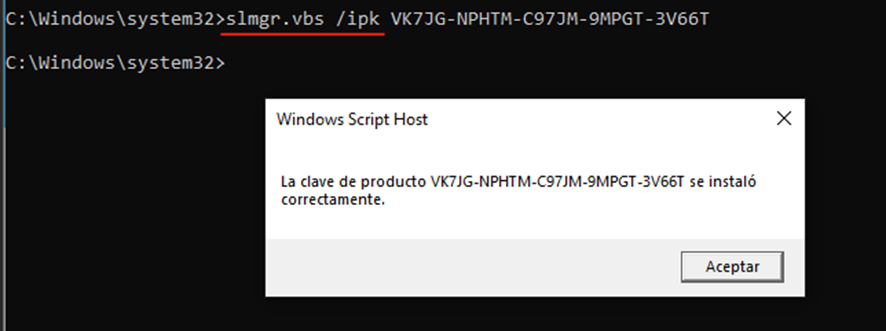 C:\Windows\system32>slmgr.vbs /ipk VK7JG-NPHTM-C97JM-9MPGT-3V66T
C:\Windows\system32>
Windows Script Host
La clave de producto VK7JG-NPHTM-C97JM-9MPGT-3V66T se instaló
correctamente.
Aceptar